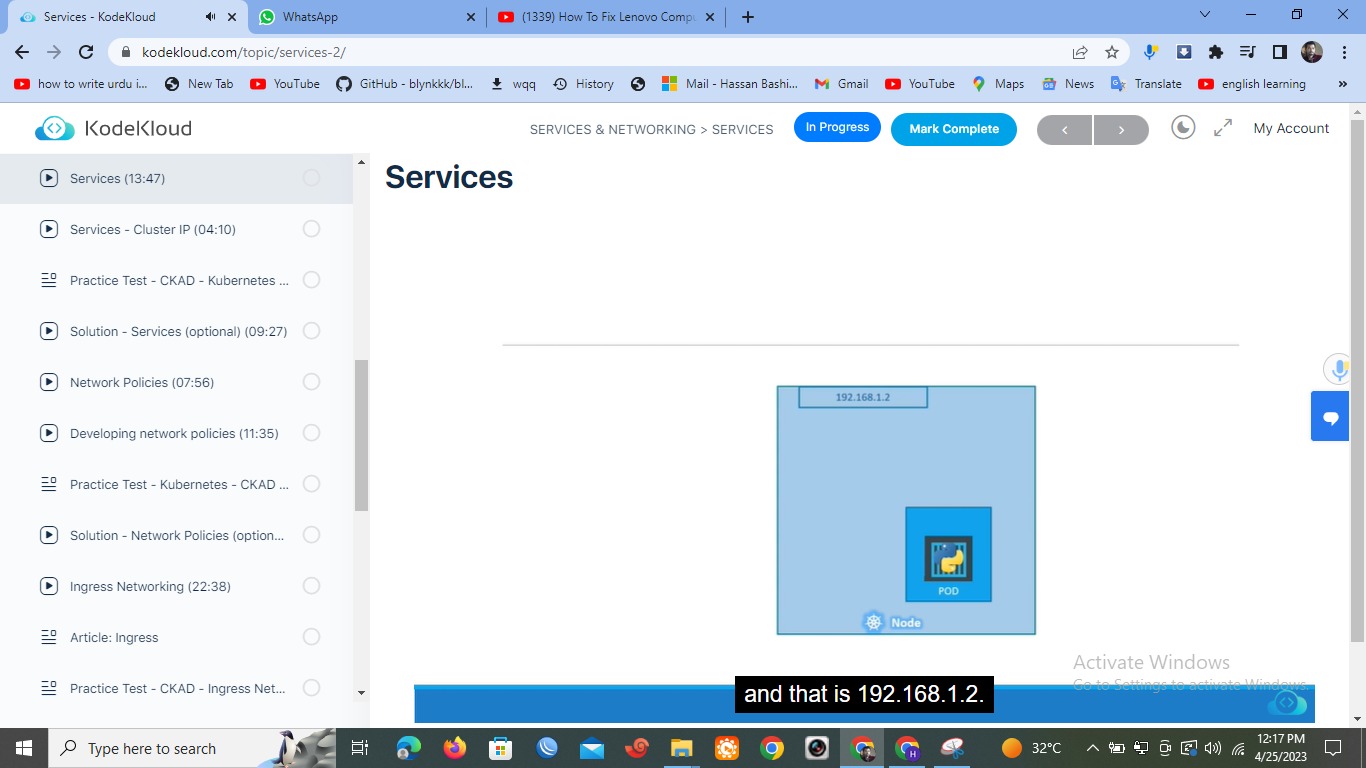 Services - KodeKloud
WhatsApp
(1339) How To Fix Lenovo Compu
kodekloud.com/topic/services-2/
how to write urdu i...
New Tab
YouTube
GitHub - blynkkk/bl...
wqq
History
Mail - Hassan Bashi...
Gmail
YouTube
Maps
News
Translate
english learning
»
KodeKloud
SERVICES & NETWORKING > SERVICES
In Progress
Mark Complete
My Account
Services (13:47)
Services - Cluster IP (04:10)
Practice Test - CKAD - Kubernetes ...
Solution - Services (optional) (09:27)
Network Policies (07:56)
Developing network policies (11:35)
Practice Test - Kubernetes - CKAD ...
Solution - Network Policies (option...
Ingress Networking (22:38)
Article: Ingress
Practice Test - CKAD - Ingress Net...
Services
192.168.1.2
POD
Node
Activate Windows
Go to Settings to activate Windows.
and that is 192.168.1.2.
Type here to search
32°C
12:17 PM
4/25/2023